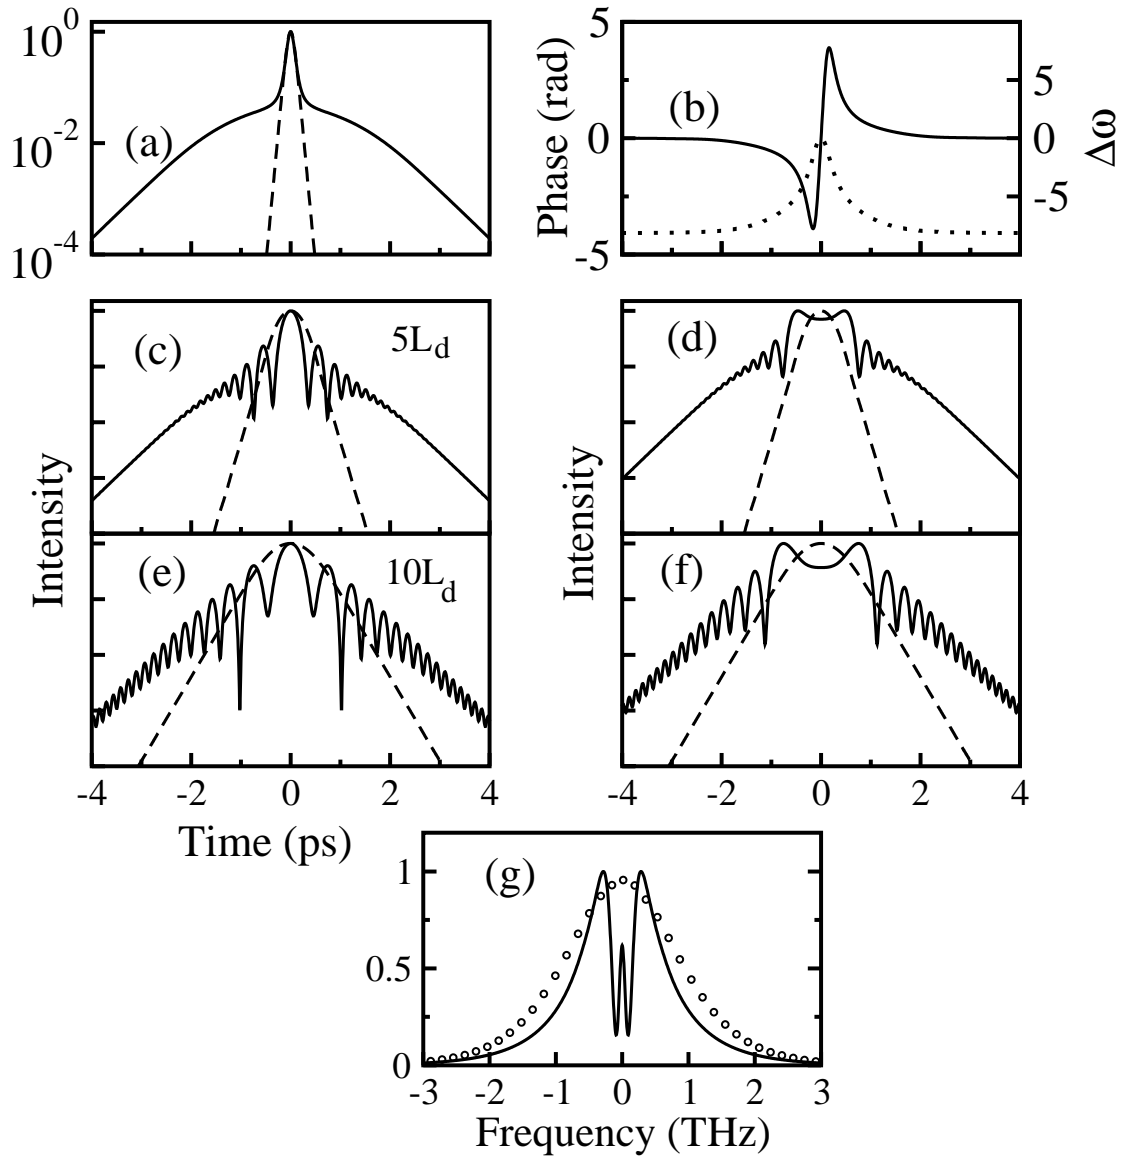 10^0
10^-2
10^-4
(a)
Phase (rad)
5
0
-5
(b)
5
0
-5
Δω
(c)
5L_d
(d)
Intensity
Intensity
(e)
10L_d
(f)
-4 -2 0 2 4
-4 -2 0 2 4
Time (ps)
(g)
1
0.5
0
-3 -2 -1 0 1 2 3
Frequency (THz)